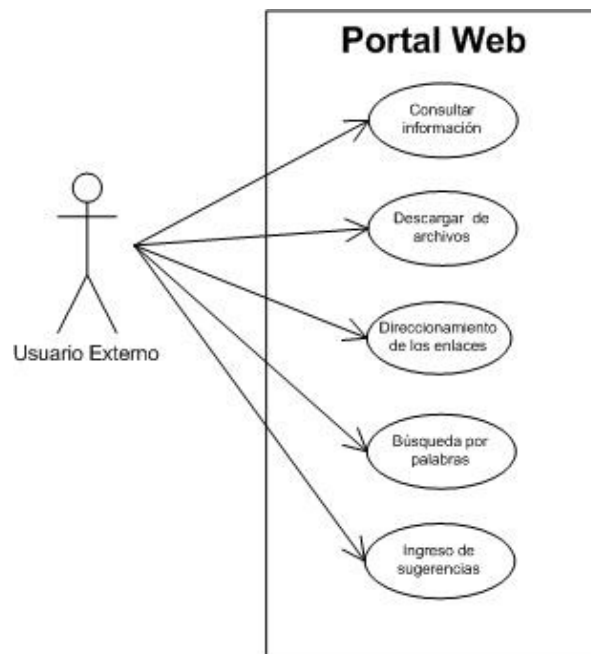 Portal Web
Consultar
información
Descargar de
archivos
Direccionamiento
de los enlaces
Usuario Externo
Búsqueda por
palabras
Ingreso de
sugerencias